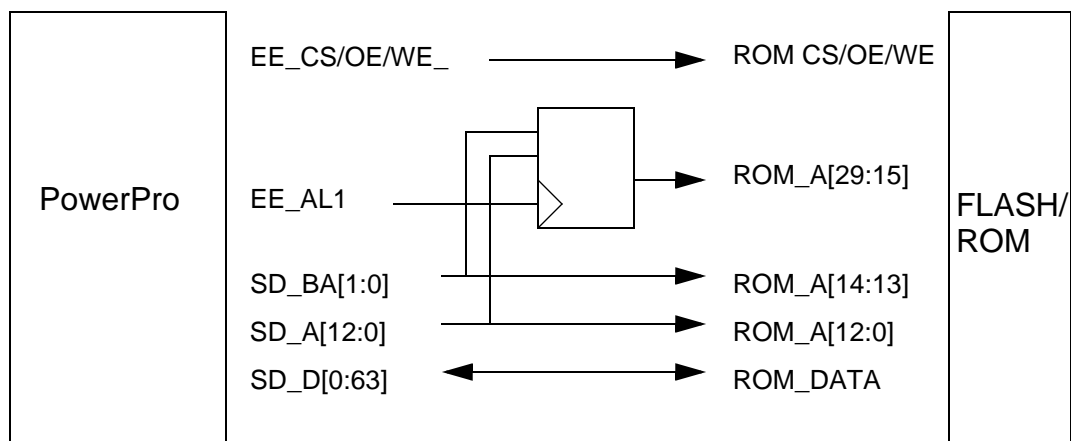 EE_CS/OE/WE_ ROM CS/OE/WE
PowerPro
EE_AL1
ROM_A[29:15]
FLASH/
ROM
SD_BA[1:0] ROM_A[14:13]
SD_A[12:0] ROM_A[12:0]
SD_D[0:63] ROM_DATA